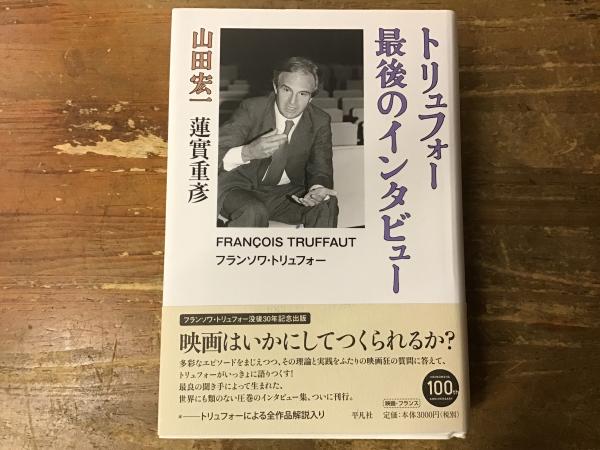 トリュフォー
最後のインタビュー
山田宏一
蓮實重彦
FRANÇOIS TRUFFAUT
フランソワ・トリュフォー
フランソワ・トリュフォー没後30年記念出版
映画はいかにしてつくられるか?
多彩なエピソードをまじえつつ、その理論と実践をふたりの映画狂の質問に答えて、
トリュフォーがいっきょに語りつくす!
最良の聞き手によって生まれた、
世界にも類のない圧巻のインタビュー集、ついに刊行。
*——トリュフォーによる全作品解説入り
平凡社
100th
ANNIVERSARY
映画・フランス
定価:本体3000円(税別)